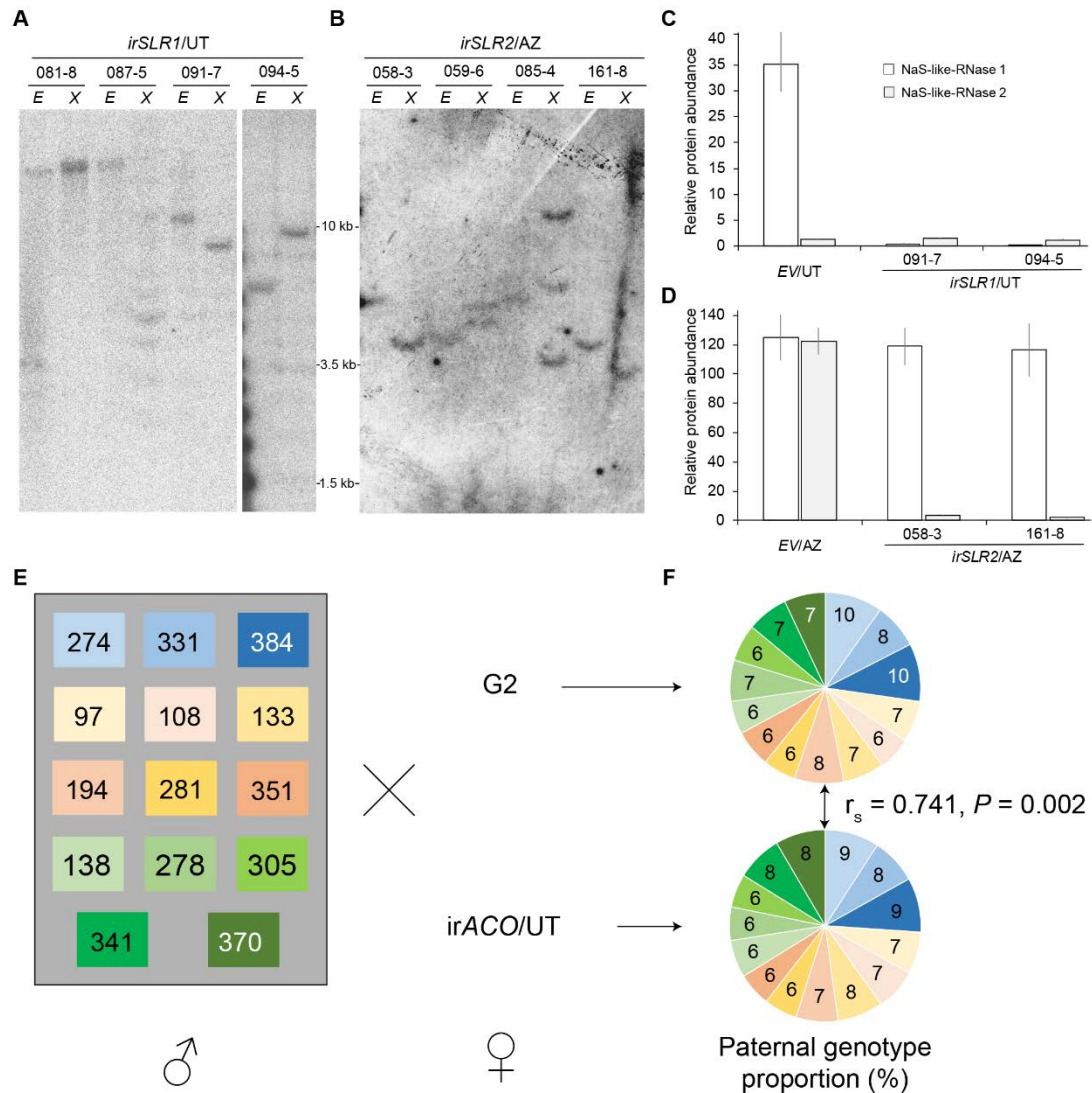 A
irSLR1/UT
081-8 087-5 091-7 094-5
E X E X E X E X
B
irSLR2/AZ
058-3 059-6 085-4 161-8
E X E X E X E X
-10 kb-
-3.5 kb-
-1.5 kb-
C
Relative protein abundance
40
35
30
25
20
15
10
5
0
NaS-like-RNase 1
NaS-like-RNase 2
EV/UT
091-7 094-5
irSLR1/UT
D
Relative protein abundance
140
120
100
80
60
40
20
0
EV/AZ
058-3 161-8
irSLR2/AZ
E
274 331 384
97 108 133
194 281 351
138 278 305
341 370
♂
G2
irACO/UT
♀
F
10
8
10
7
6
7
8
6
6
6
7
6
7
7
rs = 0.741, P = 0.002
9
8
9
7
7
8
7
6
6
6
6
6
8
8
Paternal genotype
proportion (%)